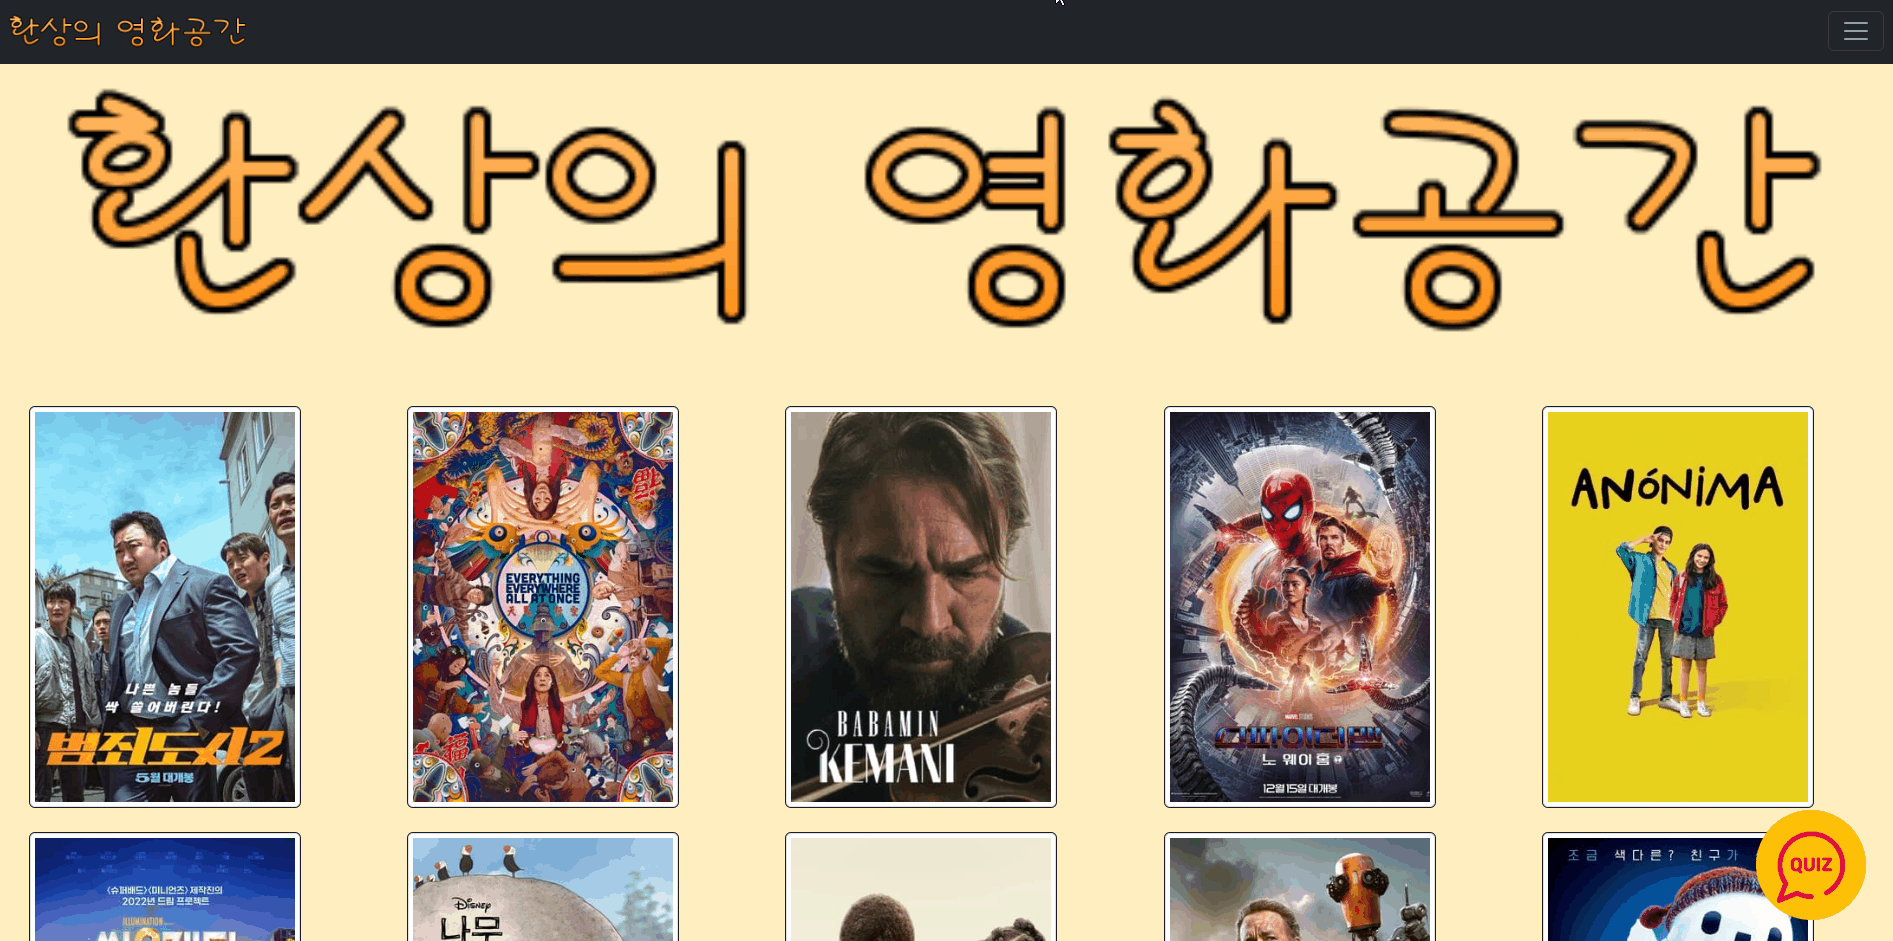 환상의 영화공간
환상의 영화공간
나쁜 놈들
싹 쓸어버린다!
범죄도시2
5월 대개봉
EVERYTHING
EVERYWHERE
ALL AT ONCE
福
BABAMIN
KEMANI
MARVEL STUDIOS
스파이더맨
노 웨이 홈
12월 15일 대개봉
ANÓNIMA
<슈퍼배드><미니언즈> 제작진의
2022년 드림 프로젝트
ILLUMINATION
DISNEY
나무
조금 색다른? 친구가
QUIZ